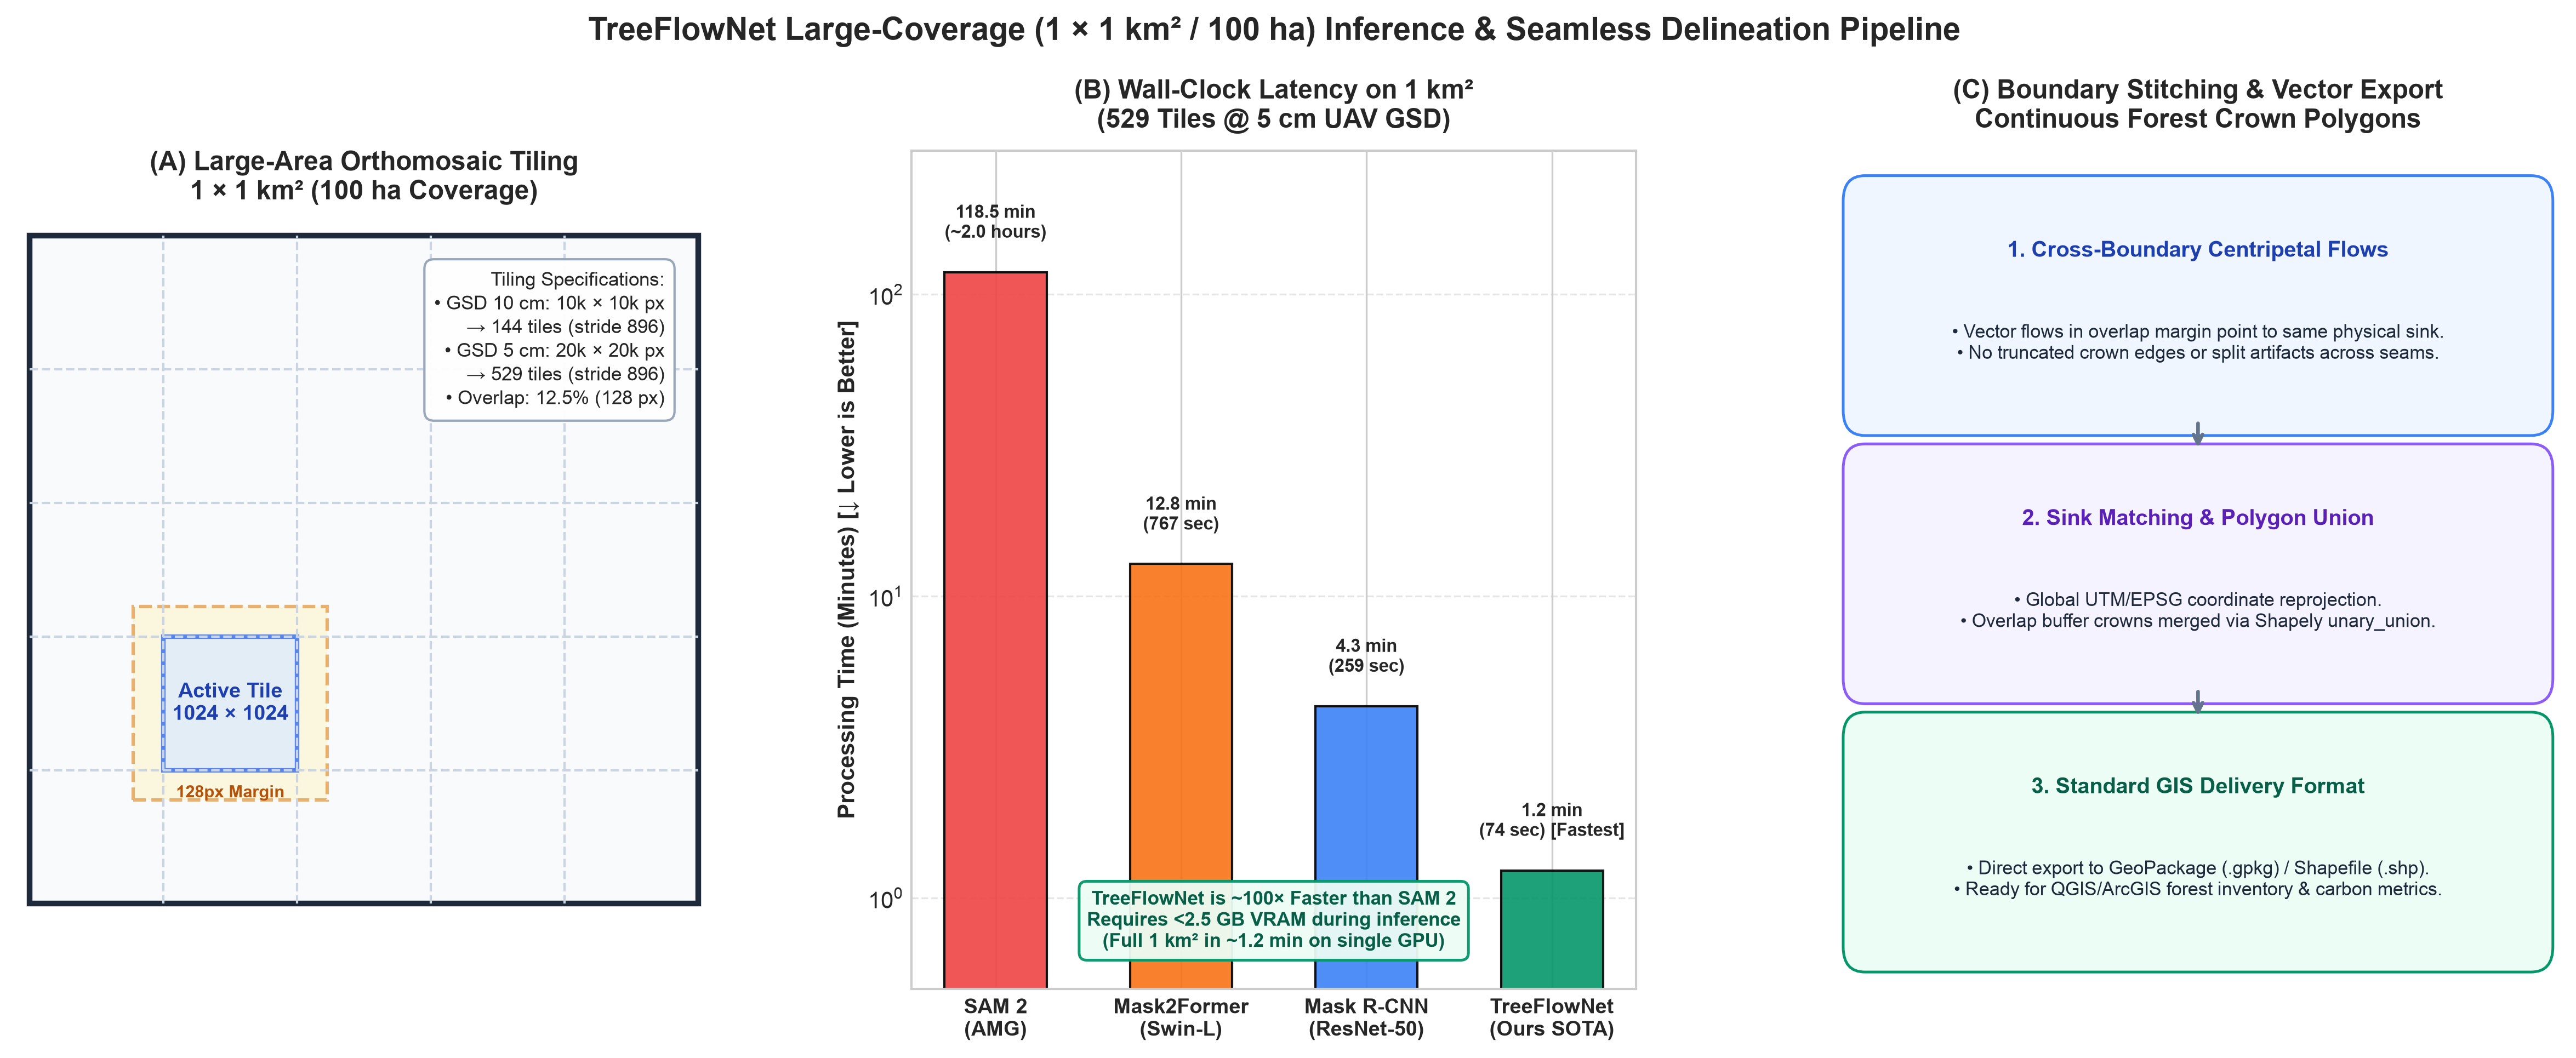 TreeFlowNet Large-Coverage (1 × 1 km² / 100 ha) Inference & Seamless Delineation Pipeline
(A) Large-Area Orthomosaic Tiling
1 × 1 km² (100 ha Coverage)
Tiling Specifications:
• GSD 10 cm: 10k × 10k px
→ 144 tiles (stride 896)
• GSD 5 cm: 20k × 20k px
→ 529 tiles (stride 896)
• Overlap: 12.5% (128 px)
Active Tile
1024 × 1024
128px Margin
(B) Wall-Clock Latency on 1 km²
(529 Tiles @ 5 cm UAV GSD)
Processing Time (Minutes) [↓ Lower is Better]
10²
10¹
10⁰
118.5 min
(~2.0 hours)
12.8 min
(767 sec)
4.3 min
(259 sec)
1.2 min
(74 sec) [Fastest]
TreeFlowNet is ~100× Faster than SAM 2
Requires <2.5 GB VRAM during inference
(Full 1 km² in ~1.2 min on single GPU)
SAM 2
(AMG)
Mask2Former
(Swin-L)
Mask R-CNN
(ResNet-50)
TreeFlowNet
(Ours SOTA)
(C) Boundary Stitching & Vector Export
Continuous Forest Crown Polygons
1. Cross-Boundary Centripetal Flows
• Vector flows in overlap margin point to same physical sink.
• No truncated crown edges or split artifacts across seams.
2. Sink Matching & Polygon Union
• Global UTM/EPSG coordinate reprojection.
• Overlap buffer crowns merged via Shapely unary_union.
3. Standard GIS Delivery Format
• Direct export to GeoPackage (.gpkg) / Shapefile (.shp).
• Ready for QGIS/ArcGIS forest inventory & carbon metrics.